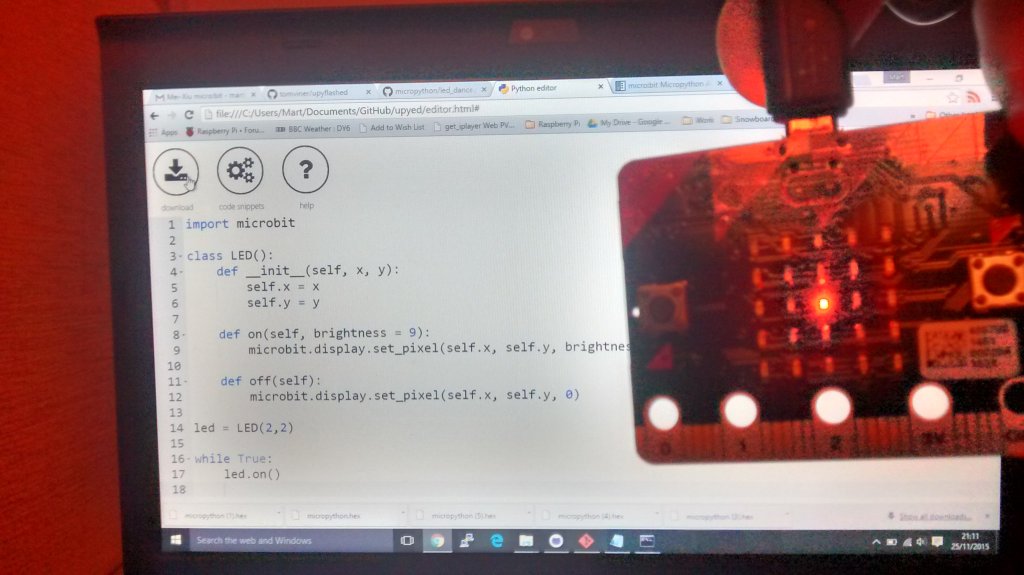 tomviner/upyflashed
micropython/led_dance.
Python editor
microbit Micropython
file:///C:/Users/Mart/Documents/GitHub/upyed/editor.html#
Apps Raspberry Pi - Foru... BBC Weather : DY6 Add to Wish List get_iplayer Web PV... Raspberry Pi My Drive - Google ... Work Snowboard
download code snippets help
1 import microbit
2
3 class LED():
4 def __init__(self, x, y):
5 self.x = x
6 self.y = y
7
8 def on(self, brightness = 9):
9 microbit.display.set_pixel(self.x, self.y, brightnes
10
11 def off(self):
12 microbit.display.set_pixel(self.x, self.y, 0)
13
14 led = LED(2,2)
15
16 while True:
17 led.on()
18
0 1 2 3V
micropython (1).hex micropython.hex micropython (5).hex micropython (4).hex micropython (3).hex Show all downloads...
Search the web and Windows
21:11
25/11/2015